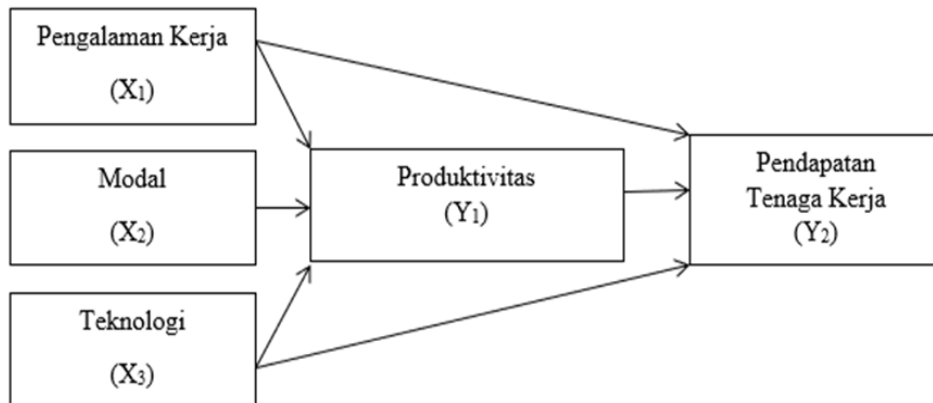 Pengalaman Kerja
(X₁)
Modal
(X₂)
Teknologi
(X₃)
Produktivitas
(Y₁)
Pendapatan
Tenaga Kerja
(Y₂)